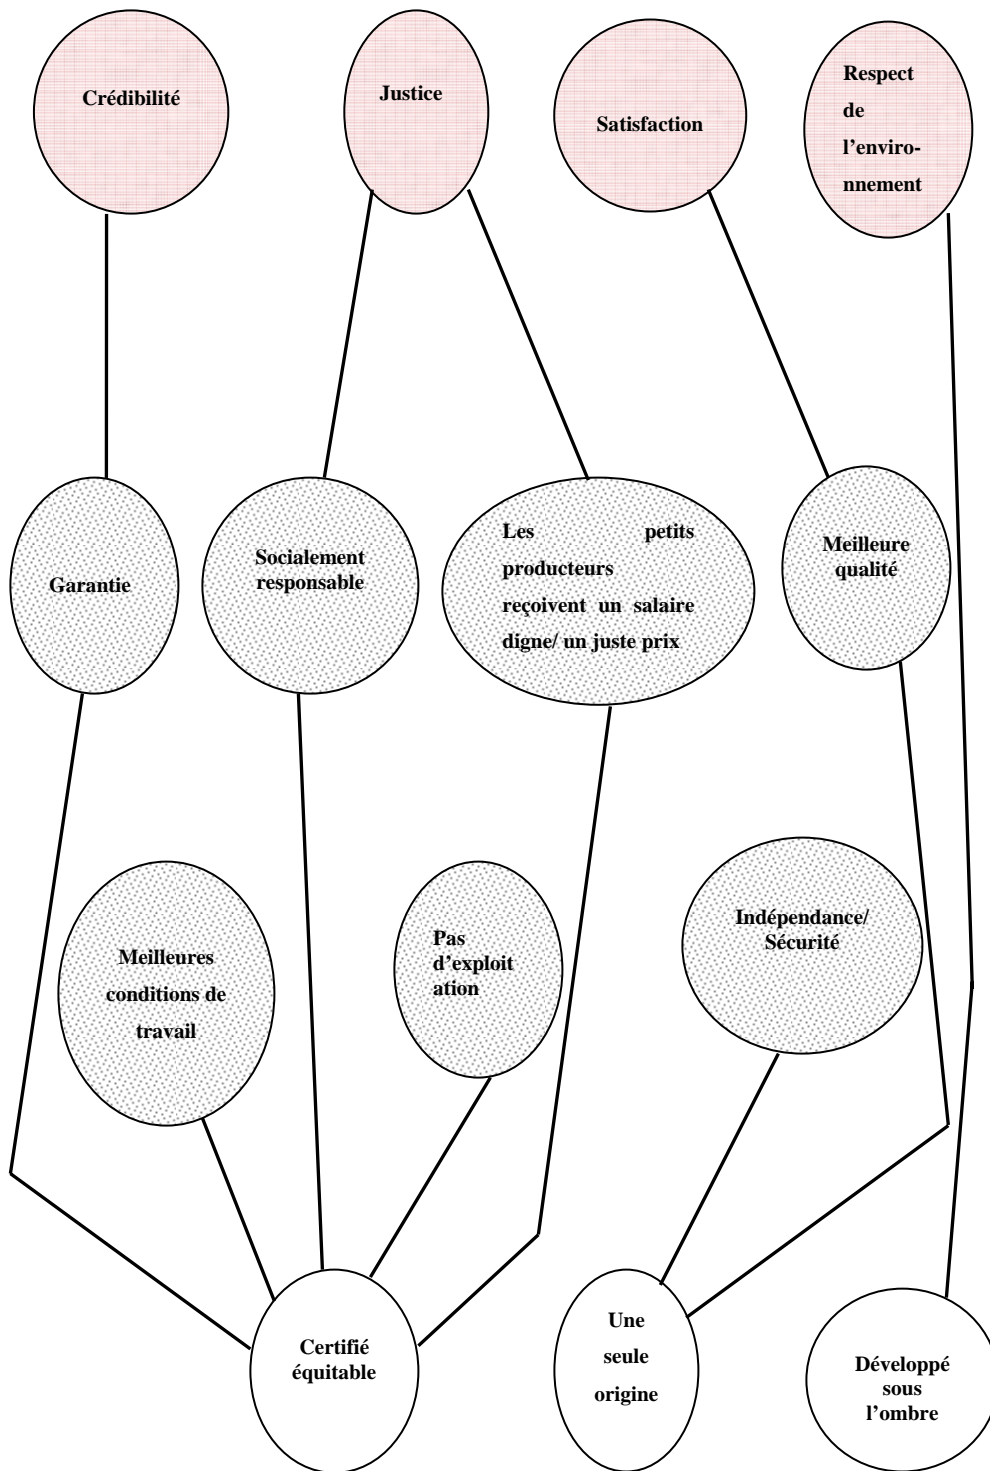 Crédibilité
Justice
Satisfaction
Respect
de
l’enviro-
nnement
Garantie
Socialement
responsable
Les petits
producteurs
reçoivent un salaire
digne/ un juste prix
Meilleure
qualité
Meilleures
conditions de
travail
Pas
d’exploit
ation
Indépendance/
Sécurité
Certifié
équitable
Une
seule
origine
Développé
sous
l’ombre